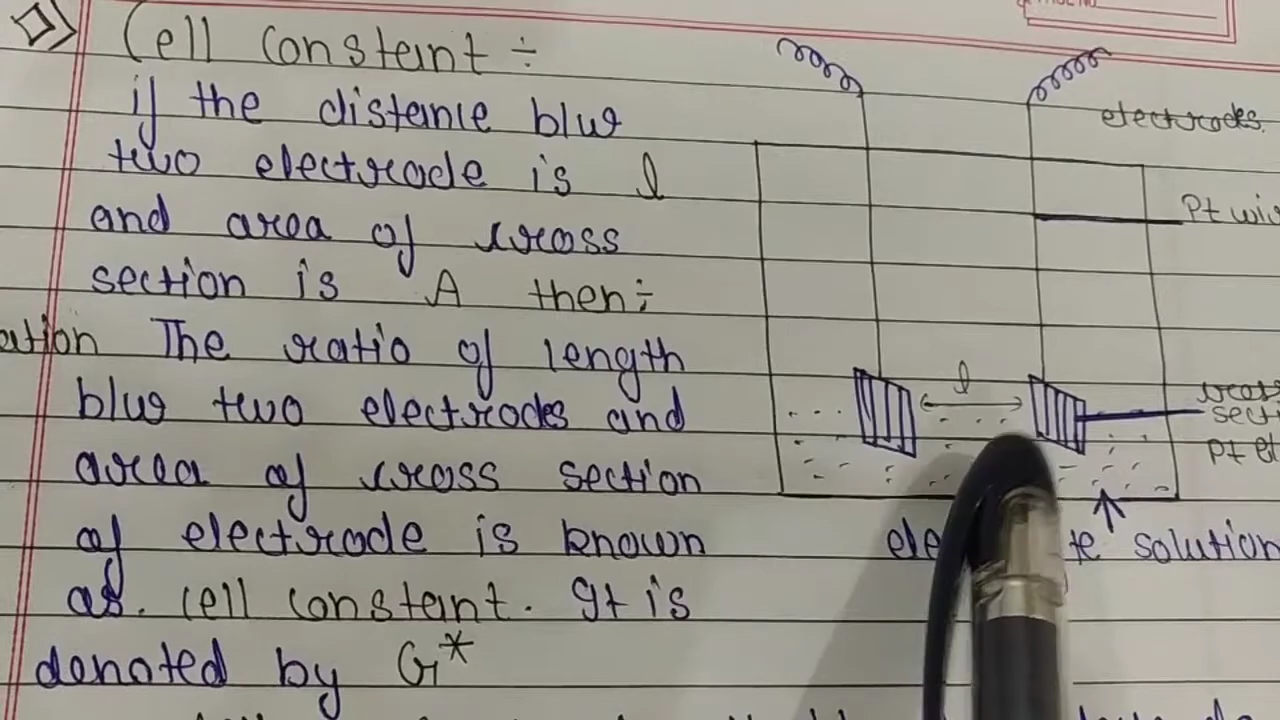 Cell constant ÷
if the distance b/w
two electrode is l
and area of cross
section is A then ÷
ation The ratio of length
b/w two electrodes and
area of cross section
of electrode is known
as. cell constant. It is
denoted by G*
electrodes.
Pt
l
sect
pt
solution